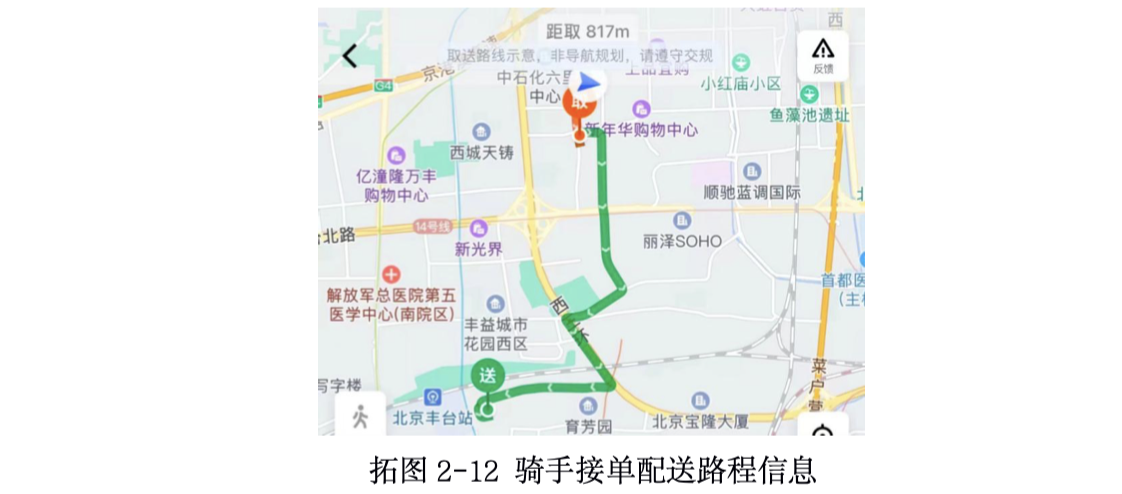 距取 817m
取送路线示意，非导航规划，请遵守交规
西
反馈
京港
G4
中石化六里
中心
取
小红庙小区
鱼藻池遗址
新年华购物中心
西城天铸
亿潼隆万丰
购物中心
顺驰蓝调国际
北路
14号线
新光界
丽泽SOHO
首都医
(主校
解放军总医院第五
医学中心(南院区)
西
丰益城市
花园西区
送
写字楼
菜户营
北京丰台站
育芳园
北京宝隆大厦
拓图 2-12 骑手接单配送路程信息